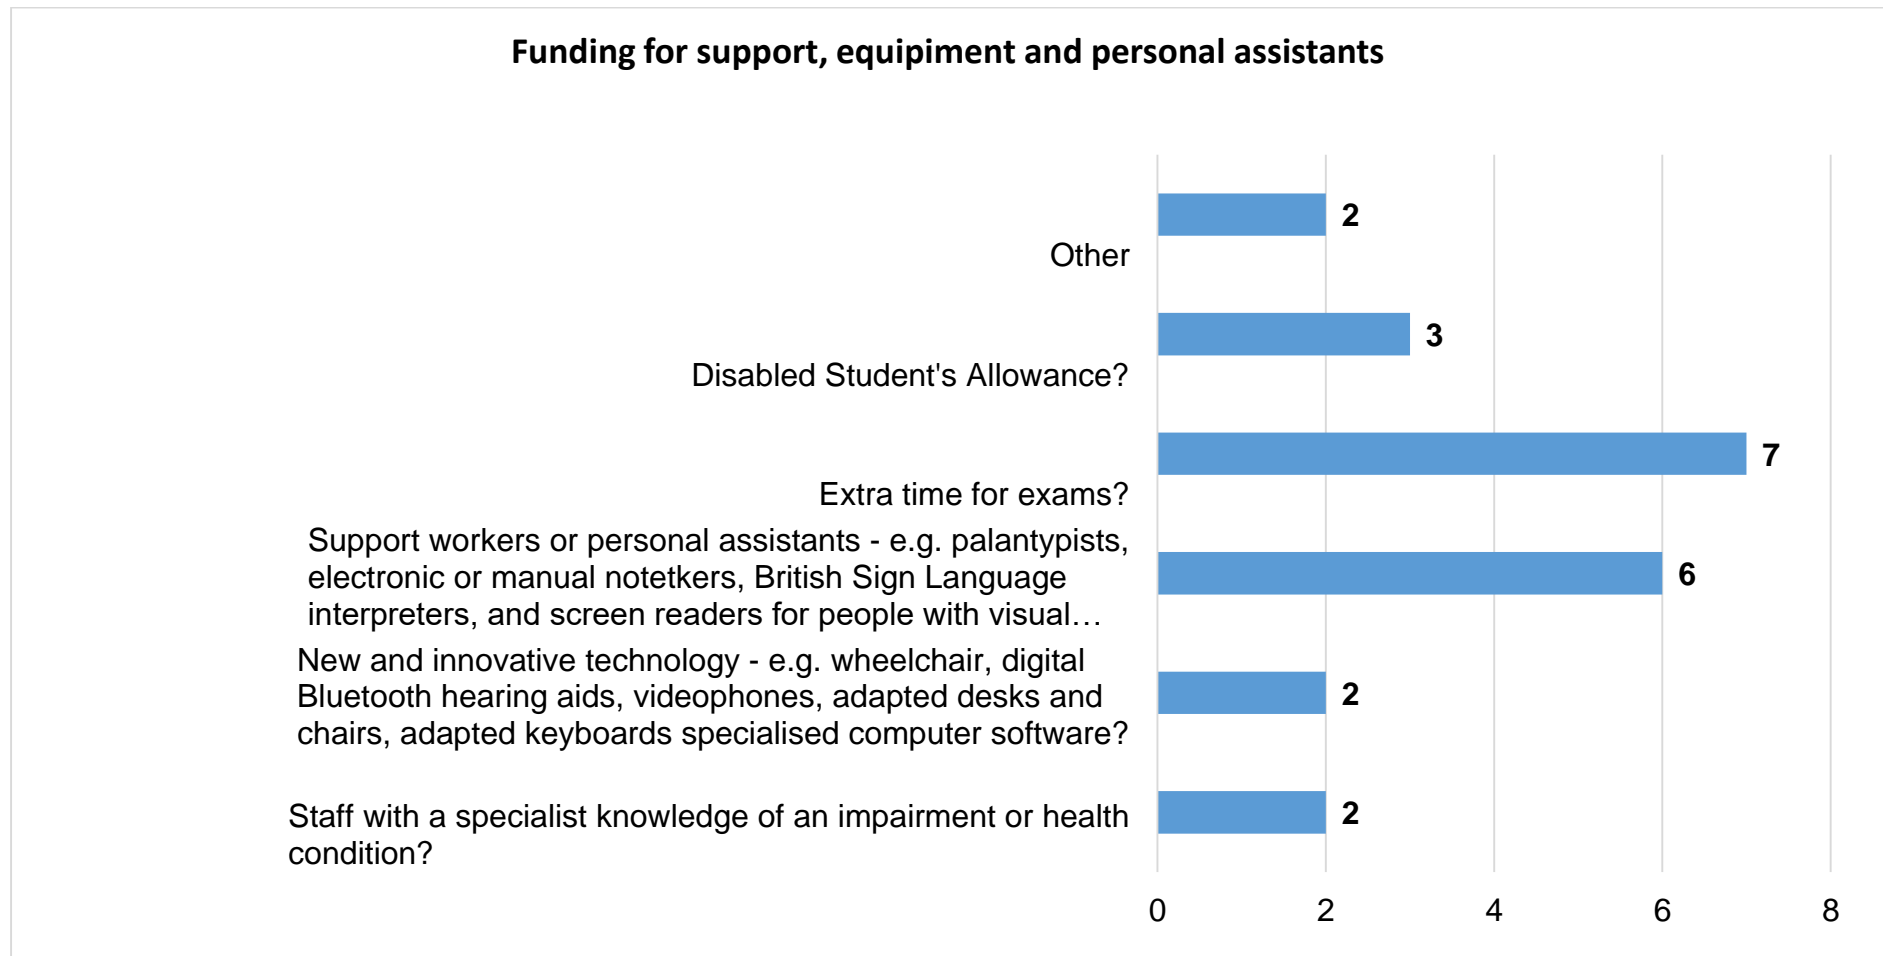 Funding for support, equipiment and personal assistants
2
Other
3
Disabled Student's Allowance?
7
Extra time for exams?
Support workers or personal assistants - e.g. palantypists,
electronic or manual notetkers, British Sign Language
interpreters, and screen readers for people with visual…
6
New and innovative technology - e.g. wheelchair, digital
Bluetooth hearing aids, videophones, adapted desks and
chairs, adapted keyboards specialised computer software?
2
Staff with a specialist knowledge of an impairment or health
condition?
2
0 2 4 6 8